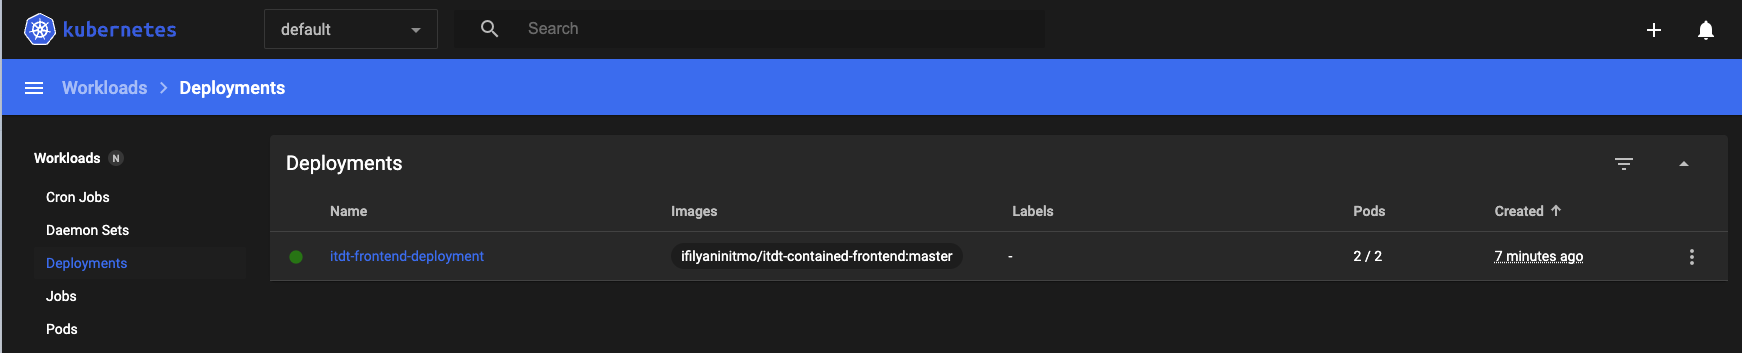 kubernetes
default
Search
Workloads > Deployments
Workloads N
Cron Jobs
Daemon Sets
Deployments
Jobs
Pods
Deployments
Name Images Labels Pods Created ↑
itdt-frontend-deployment ifilyaninitmo/itdt-contained-frontend:master - 2 / 2 7 minutes ago